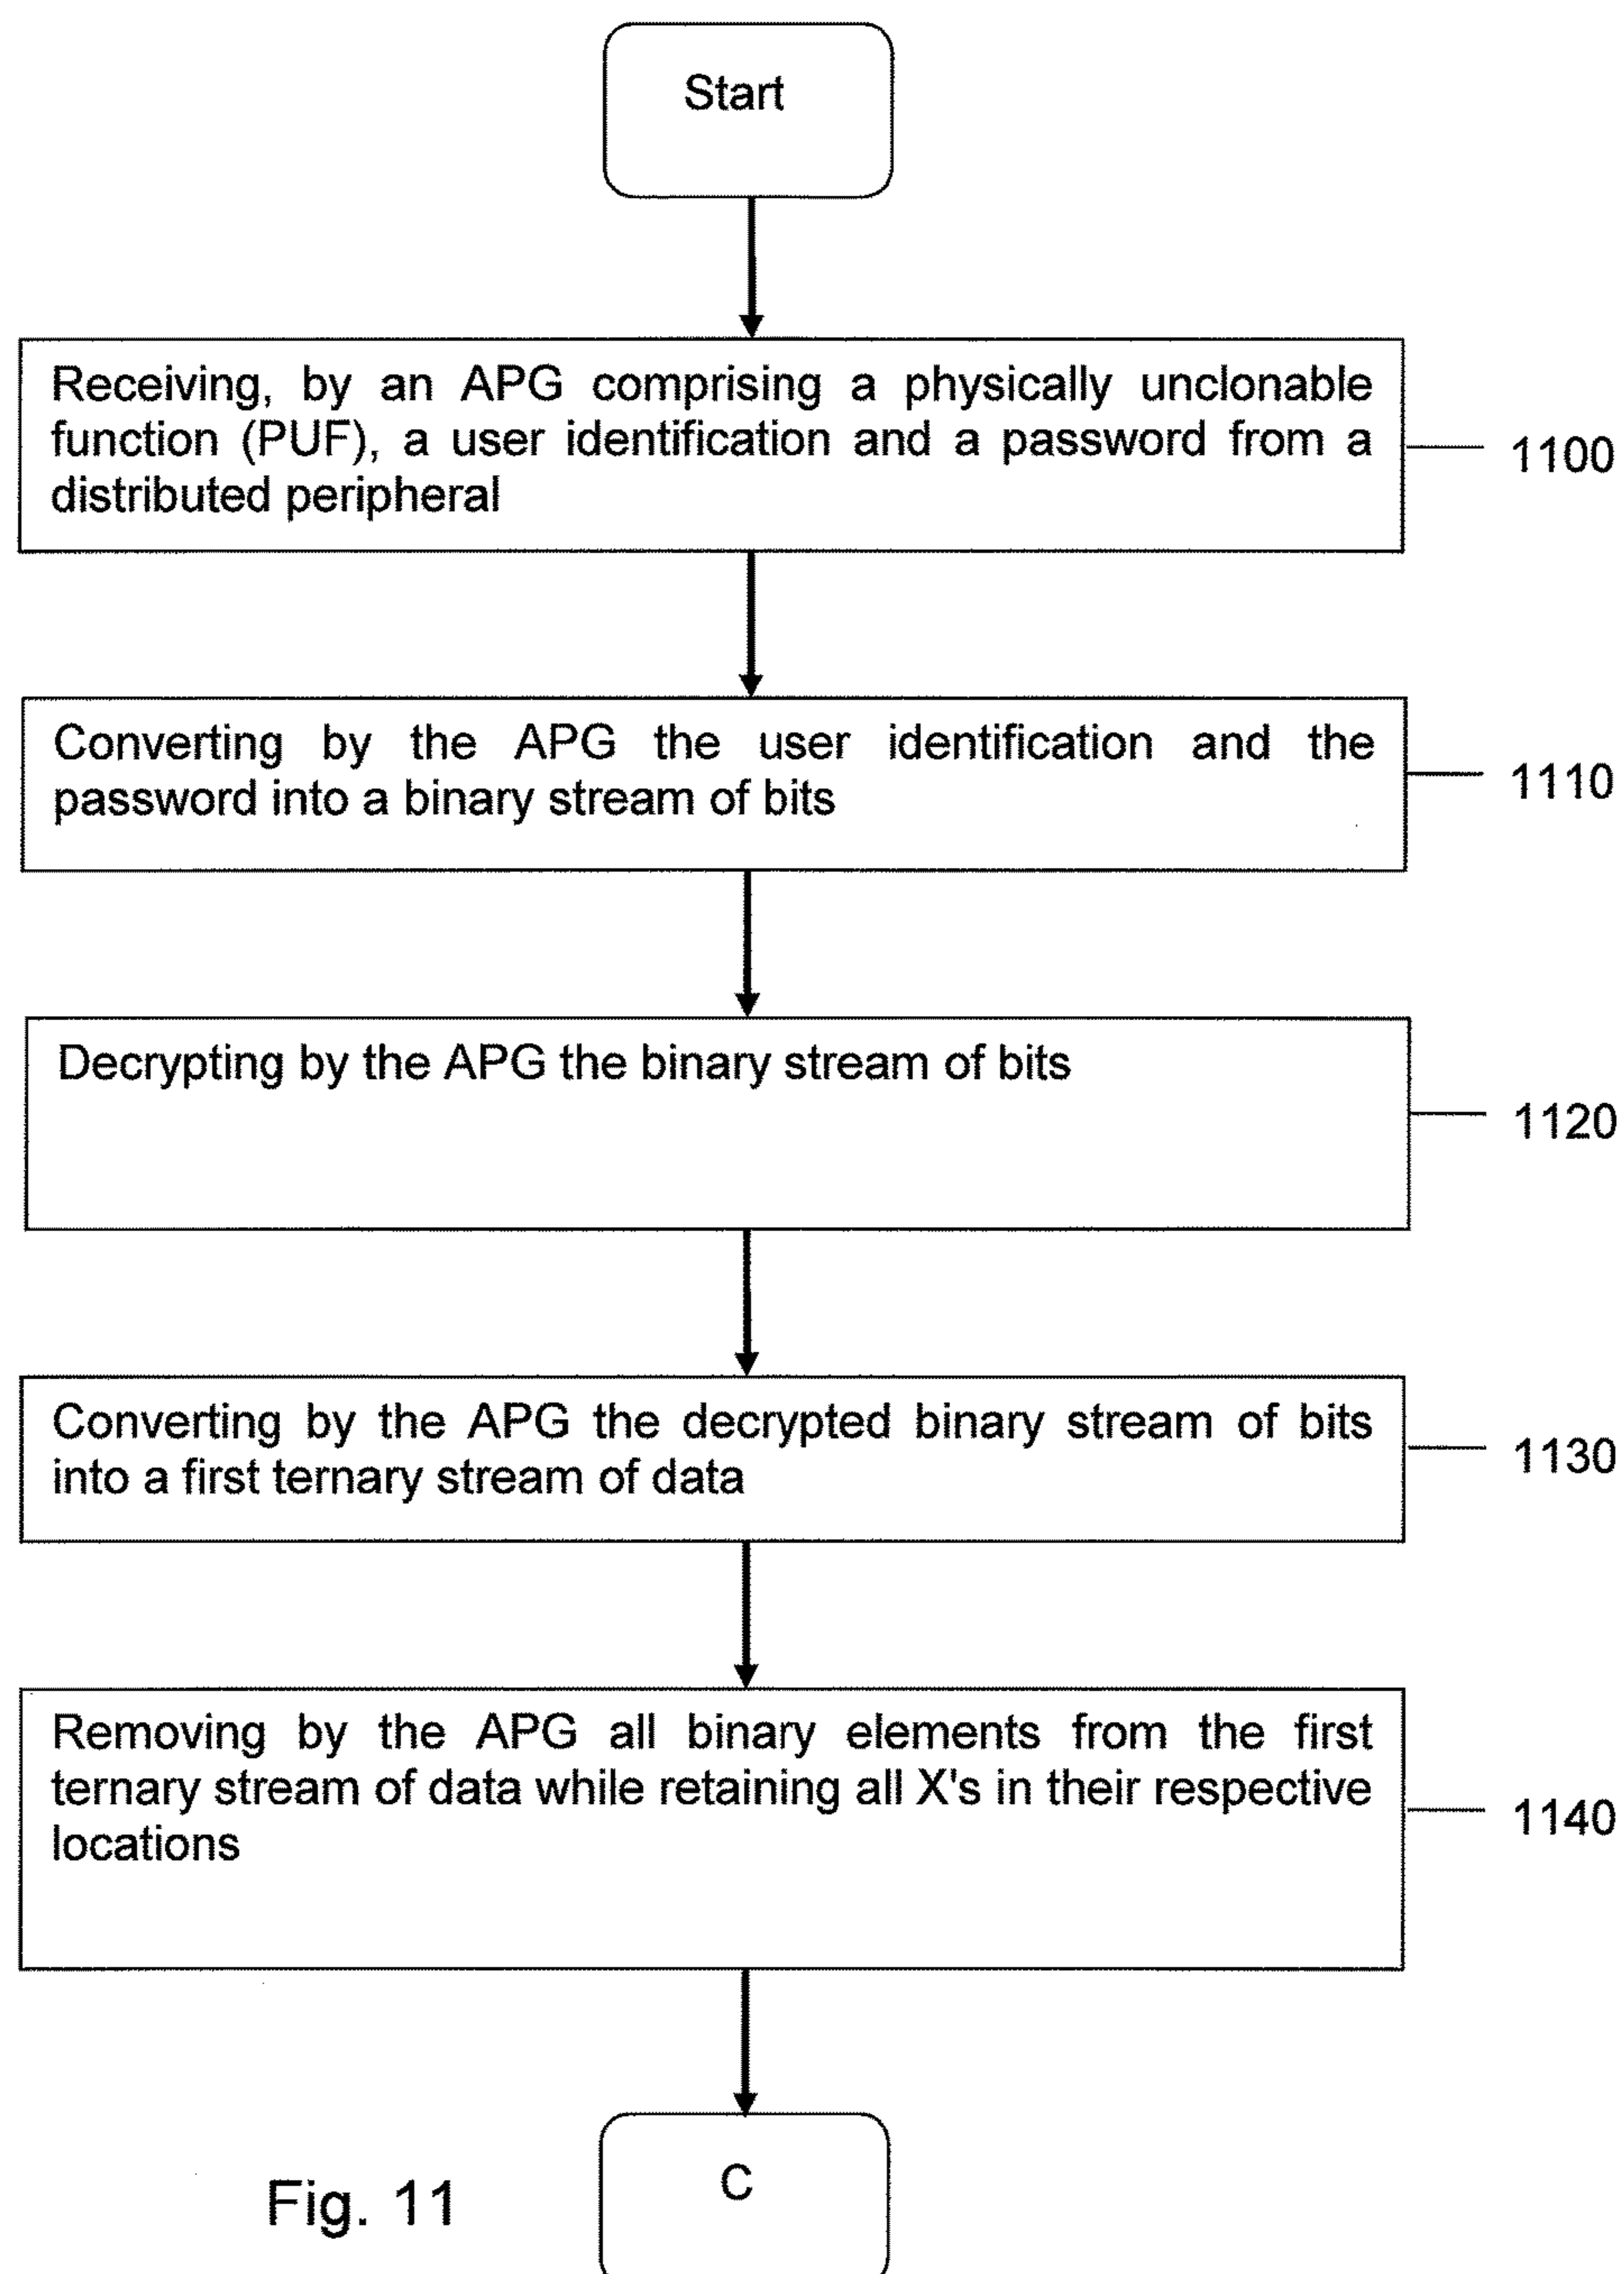 Start
Receiving, by an APG comprising a physically unclonable
function (PUF), a user identification and a password from a
distributed peripheral
1100
Converting by the APG the user identification and the
password into a binary stream of bits
1110
Decrypting by the APG the binary stream of bits
1120
Converting by the APG the decrypted binary stream of bits
into a first ternary stream of data
1130
Removing by the APG all binary elements from the first
ternary stream of data while retaining all X's in their respective
locations
1140
C
Fig. 11